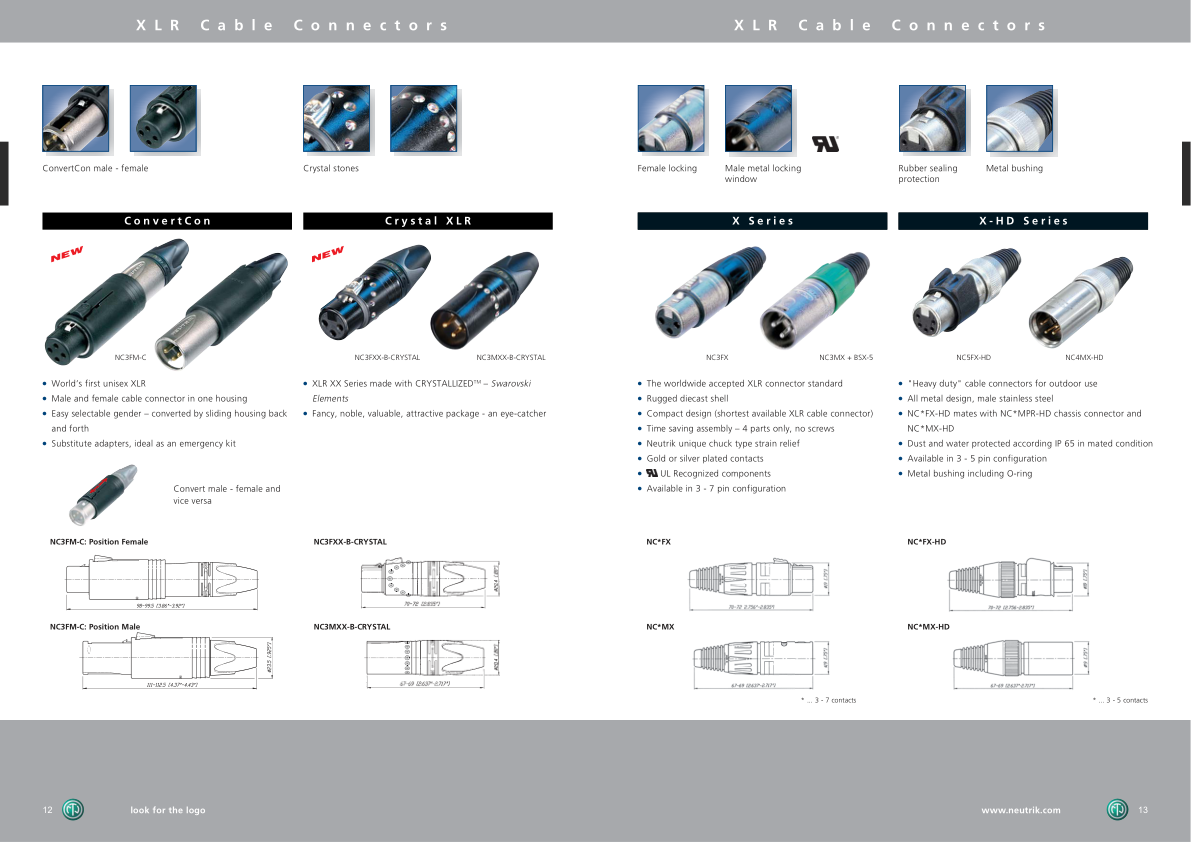 XLR Cable Connectors
ConvertCon male - female
Crystal stones
ConvertCon
Crystal XLR
NEW
NEW
NC3FM-C
NC3FXX-B-CRYSTAL
NC3MXX-B-CRYSTAL
• World's first unisex XLR
• Male and female cable connector in one housing
• Easy selectable gender – converted by sliding housing back
and forth
• Substitute adapters, ideal as an emergency kit
Convert male - female and
vice versa
• XLR XX Series made with CRYSTALLIZED™ – Swarovski
Elements
• Fancy, noble, valuable, attractive package - an eye-catcher
NC3FM-C: Position Female
98-99.5 (3.86"-3.92")
NC3FM-C: Position Male
111-112.5 (4.37"-4.43")
NC3FXX-B-CRYSTAL
NC3MXX-B-CRYSTAL
67-69 (2.637"-2.717")
12
look for the logo
XLR Cable Connectors
Female locking
Male metal locking
window
Rubber sealing
protection
Metal bushing
X Series
X-HD Series
NC3FX
NC3MX + BSX-5
NC5FX-HD
NC4MX-HD
• The worldwide accepted XLR connector standard
• Rugged diecast shell
• Compact design (shortest available XLR cable connector)
• Time saving assembly – 4 parts only, no screws
• Neutrik unique chuck type strain relief
• Gold or silver plated contacts
• UL Recognized components
• Available in 3 - 7 pin configuration
• "Heavy duty" cable connectors for outdoor use
• All metal design, male stainless steel
• NC*FX-HD mates with NC*MPR-HD chassis connector and
NC*MX-HD
• Dust and water protected according IP 65 in mated condition
• Available in 3 - 5 pin configuration
• Metal bushing including O-ring
NC*FX
70-72 (2.756"-2.835")
NC*MX
67-69 (2.637"-2.717")
* ... 3 - 7 contacts
NC*FX-HD
70-72 (2.756-2.835")
NC*MX-HD
67-69 (2.637"-2.717")
* ... 3 - 5 contacts
www.neutrik.com
13